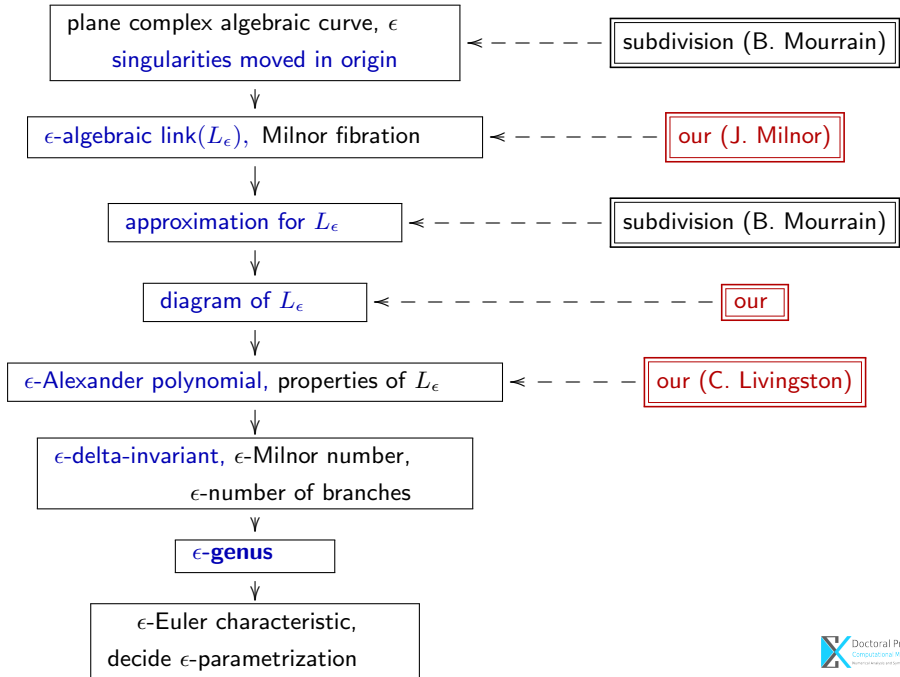 plane complex algebraic curve, ϵ
singularities moved in origin
subdivision (B. Mourrain)
ϵ-algebraic link(L_ϵ), Milnor fibration
our (J. Milnor)
approximation for L_ϵ
subdivision (B. Mourrain)
diagram of L_ϵ
our
ϵ-Alexander polynomial, properties of L_ϵ
our (C. Livingston)
ϵ-delta-invariant, ϵ-Milnor number,
ϵ-number of branches
ϵ-genus
ϵ-Euler characteristic,
decide ϵ-parametrization
Doctoral
Computational